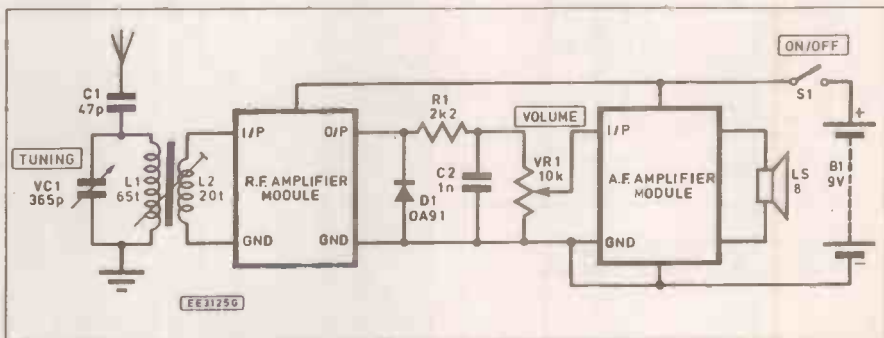 C1
47p
TUNING
VC1
365p
L1
65t
L2
20t
I/P
O/P
R.F. AMPLIFIER
MODULE
GND
GND
R1
2k2
D1
OA91
C2
1n
VOLUME
VR1
10k
I/P
A.F. AMPLIFIER
MODULE
GND
LS
8
ON/OFF
S1
+
B1
9V
−
EE3125G